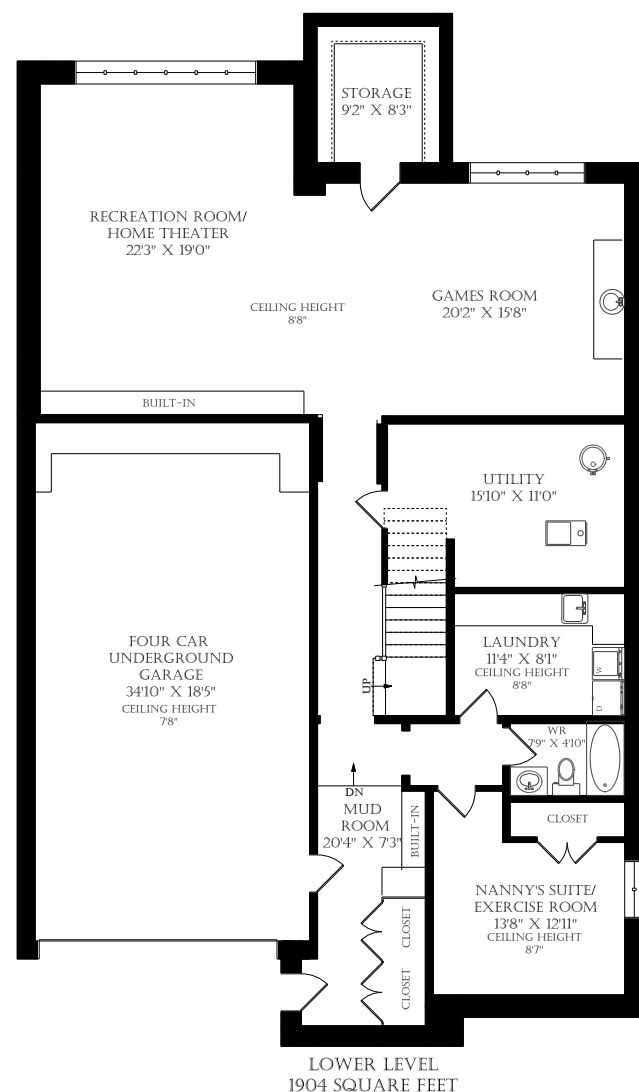 STORAGE
9'2" X 8'3"
RECREATION ROOM/
HOME THEATER
22'3" X 19'0"
CEILING HEIGHT
8'8"
GAMES ROOM
20'2" X 15'8"
BUILT-IN
UTILITY
15'10" X 11'0"
FOUR CAR
UNDERGROUND
GARAGE
34'10" X 18'5"
CEILING HEIGHT
7'8"
UP
LAUNDRY
11'4" X 8'1"
CEILING HEIGHT
8'8"
W
D
WR
7'9" X 4'10"
DN
MUD
ROOM
20'4" X 7'3"
BUILT-IN
CLOSET
NANNY'S SUITE/
EXERCISE ROOM
13'8" X 12'11"
CEILING HEIGHT
8'7"
CLOSET
CLOSET
LOWER LEVEL
1904 SQUARE FEET